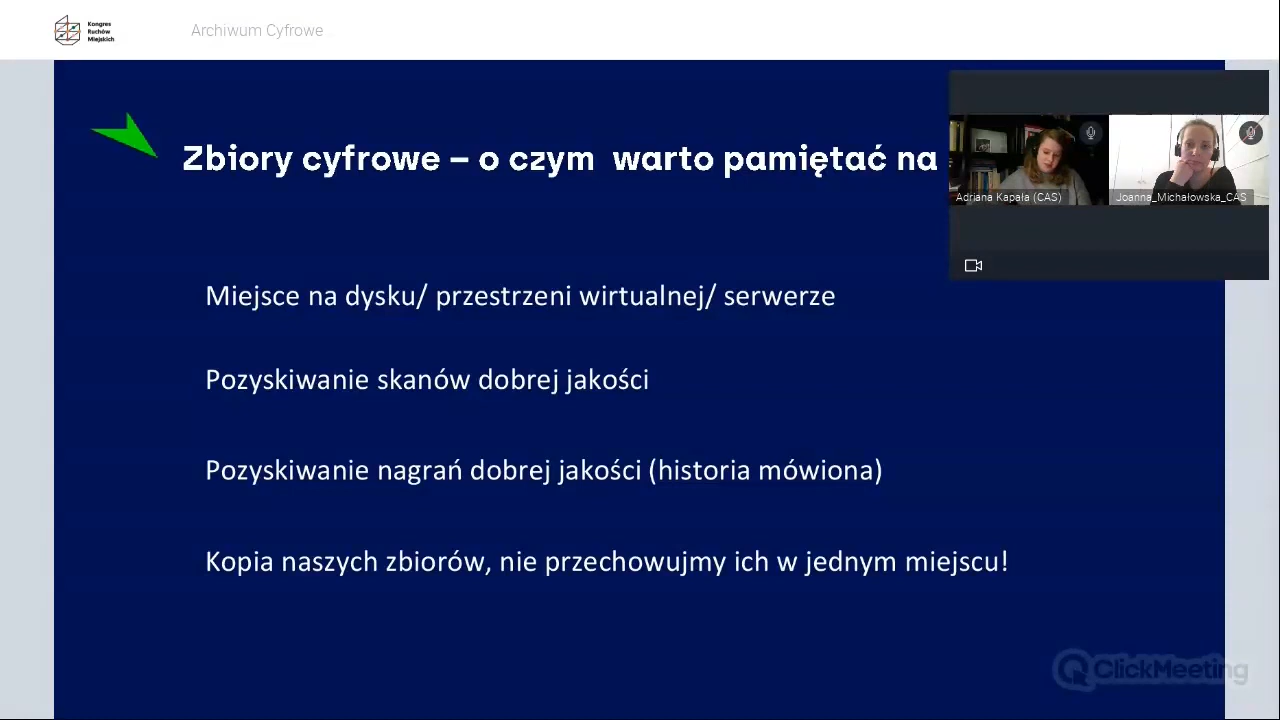 Kongres
Ruchów
Miejskich
Archiwum Cyfrowe
Zbiory cyfrowe – o czym warto pamiętać na
Adriana Kapała (CAS)
Joanna_Michałowska_CAS
Miejsce na dysku/ przestrzeni wirtualnej/ serwerze
Pozyskiwanie skanów dobrej jakości
Pozyskiwanie nagrań dobrej jakości (historia mówiona)
Kopia naszych zbiorów, nie przechowujmy ich w jednym miejscu!
ClickMeeting